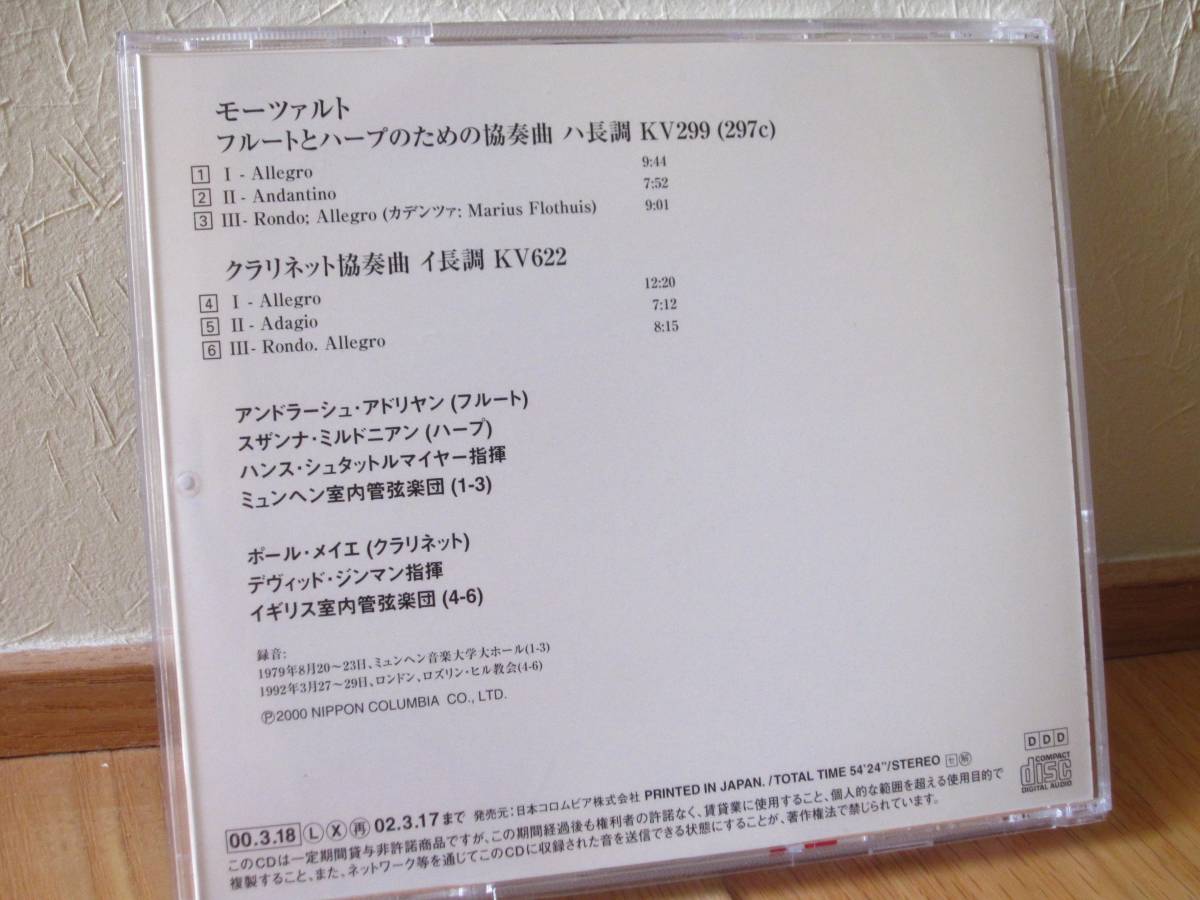 モーツァルト
フルートとハープのための協奏曲 ハ長調 KV299 (297c)
1 I - Allegro 9:44
2 II - Andantino 7:52
3 III- Rondo; Allegro (カデンツァ: Marius Flothuis) 9:01
クラリネット協奏曲 イ長調 KV622
4 I - Allegro 12:20
5 II - Adagio 7:12
6 III- Rondo. Allegro 8:15
アンドラーシュ・アドリヤン (フルート)
スザンナ・ミルドニアン (ハープ)
ハンス・シュタットルマイヤー指揮
ミュンヘン室内管弦楽団 (1-3)
ポール・メイエ (クラリネット)
デヴィッド・ジンマン指揮
イギリス室内管弦楽団 (4-6)
録音:
1979年8月20～23日、ミュンヘン音楽大学大ホール(1-3)
1992年3月27～29日、ロンドン、ロズリン・ヒル教会(4-6)
Ⓟ2000 NIPPON COLUMBIA CO., LTD.
DDD
COMPACT
disc
DIGITAL AUDIO
00.3.18 Ⓛ Ⓧ ㊢ 02.3.17まで 発売元:日本コロムビア株式会社 PRINTED IN JAPAN. /TOTAL TIME 54'24"/STEREO
このCDは一定期間貸与非許諾商品ですが、この期間経過後も権利者の許諾なく、賃貸業に使用すること、個人的な範囲を超える使用目的で
複製すること、また、ネットワーク等を通じてこのCDに収録された音を送信できる状態にすることが、著作権法で禁じられています。